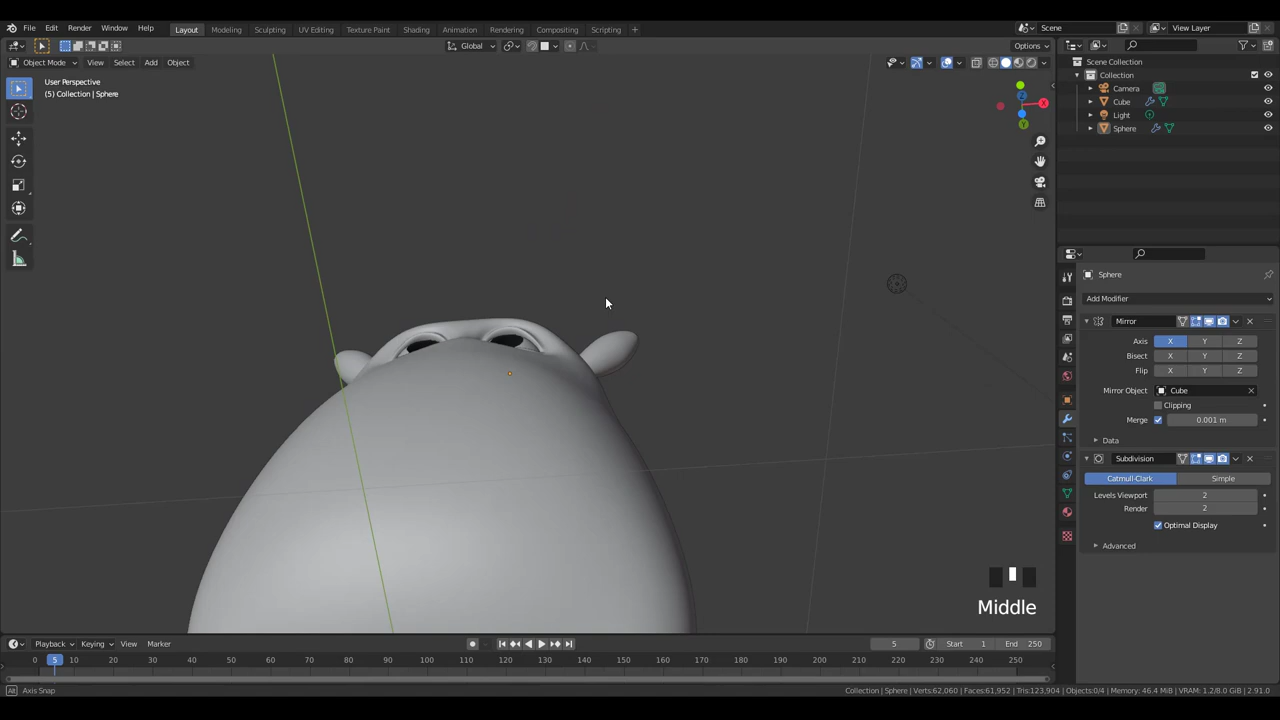 File Edit Render Window Help Layout Modeling Sculpting UV Editing Texture Paint Shading Animation Rendering Compositing Scripting + Scene View Layer
Global Options
Object Mode View Select Add Object
User Perspective
(5) Collection | Sphere
X
Y
Z
Scene Collection
Collection
Camera
Cube
Light
Sphere
Sphere
Add Modifier
Mirror
Axis X Y Z
Bisect X Y Z
Flip X Y Z
Mirror Object Cube
Clipping
Merge 0.001 m
Data
Subdivision
Catmull-Clark Simple
Levels Viewport 2
Render 2
Optimal Display
Advanced
Middle
Playback Keying View Marker 5 Start 1 End 250
0 5 10 20 30 40 50 60 70 80 90 100 110 120 130 140 150 160 170 180 190 200 210 220 230 240 250
Alt Axis Snap Collection | Sphere | Verts:62,060 | Faces:61,952 | Tris:123,904 | Objects:0/4 | Memory: 46.4 MiB | VRAM: 1.2/8.0 GiB | 2.91.0